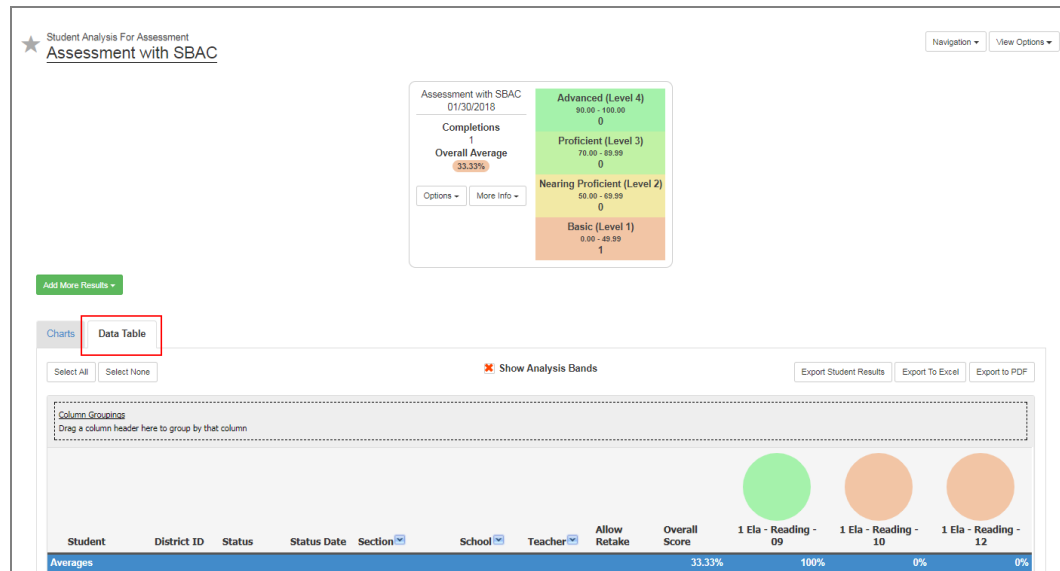 Student Analysis For Assessment
Assessment with SBAC
Navigation
View Options
Assessment with SBAC
01/30/2018
Completions
1
Overall Average
33.33%
Options
More Info
Advanced (Level 4)
90.00 - 100.00
0
Proficient (Level 3)
70.00 - 89.99
0
Nearing Proficient (Level 2)
50.00 - 69.99
0
Basic (Level 1)
0.00 - 49.99
1
Add More Results
Charts
Data Table
Select All
Select None
Show Analysis Bands
Export Student Results
Export To Excel
Export to PDF
Column Groupings
Drag a column header here to group by that column
Student
District ID
Status
Status Date
Section
School
Teacher
Allow
Retake
Overall
Score
1 Ela - Reading -
09
1 Ela - Reading -
10
1 Ela - Reading -
12
Averages
33.33%
100%
0%
0%